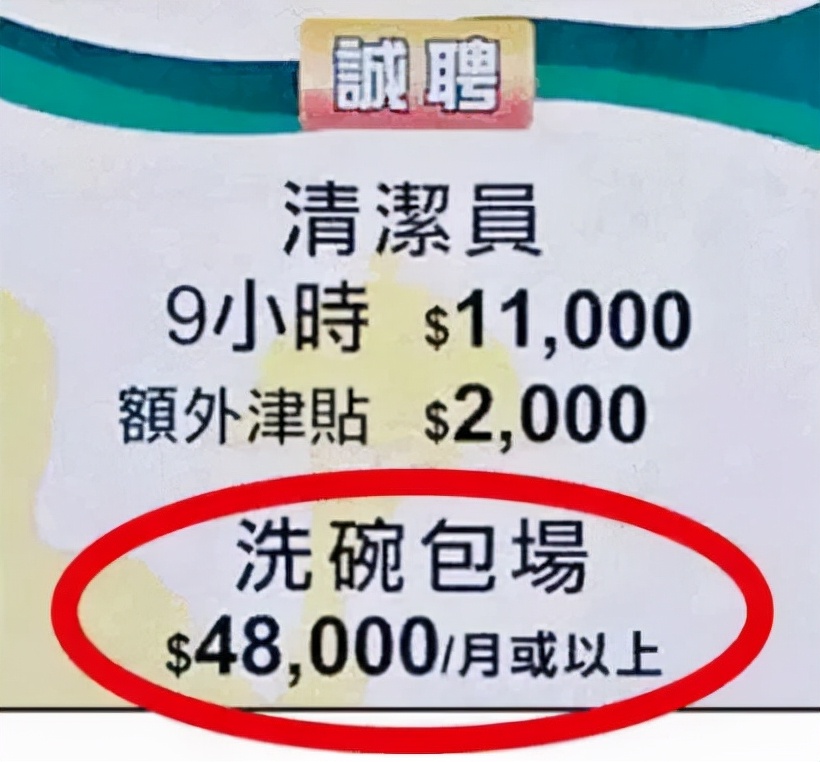 誠聘
清潔員
9小時 $11,000
額外津貼 $2,000
洗碗包場
$48,000/月或以上